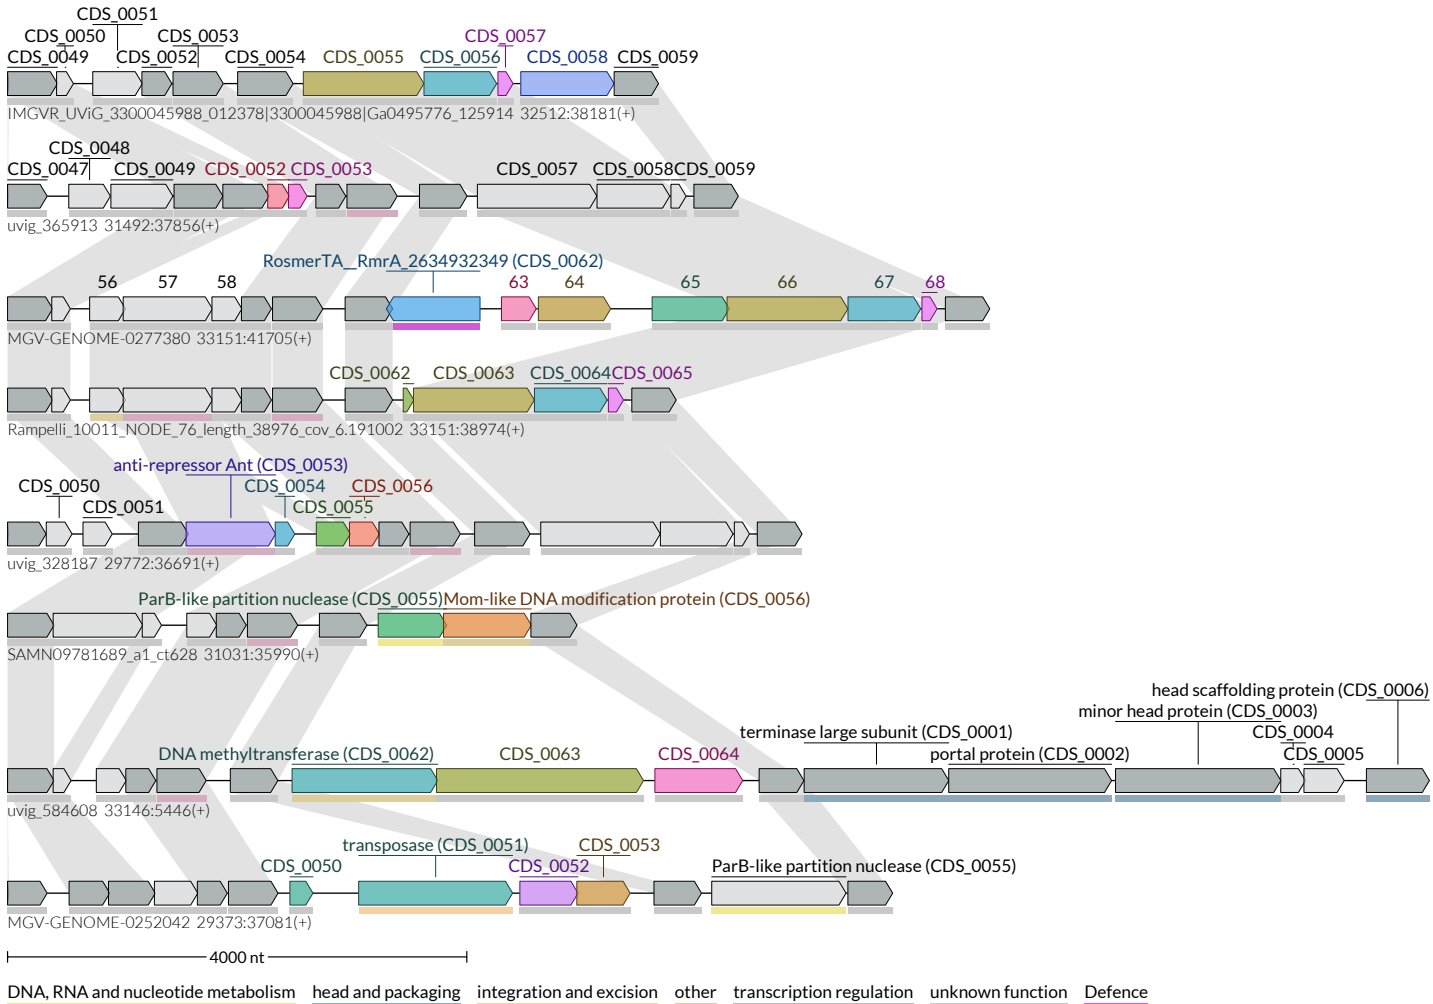 CDS_0051
CDS_0050 CDS_0053 CDS_0057
CDS_0049 CDS_0052 CDS_0054 CDS_0055 CDS_0056 CDS_0058 CDS_0059
IMGVR_UViG_3300045988_012378|3300045988|Ga0495776_125914 32512:38181(+)
CDS_0048
CDS_0047 CDS_0049 CDS_0052 CDS_0053 CDS_0057 CDS_0058 CDS_0059
uvig_365913 31492:37856(+)
RosmerTA__RmrA_2634932349 (CDS_0062)
56 57 58 63 64 65 66 67 68
MGV-GENOME-0277380 33151:41705(+)
CDS_0062 CDS_0063 CDS_0064 CDS_0065
Rampelli_10011_NODE_76_length_38976_cov_6.191002 33151:38974(+)
anti-repressor Ant (CDS_0053)
CDS_0050 CDS_0054 CDS_0056
CDS_0051 CDS_0055
uvig_328187 29772:36691(+)
ParB-like partition nuclease (CDS_0055) Mom-like DNA modification protein (CDS_0056)
SAMN09781689_a1_ct628 31031:35990(+)
head scaffolding protein (CDS_0006)
minor head protein (CDS_0003)
terminase large subunit (CDS_0001) CDS_0004
DNA methyltransferase (CDS_0062) CDS_0063 CDS_0064 portal protein (CDS_0002) CDS_0005
uvig_584608 33146:5446(+)
transposase (CDS_0051) CDS_0053
CDS_0050 CDS_0052 ParB-like partition nuclease (CDS_0055)
MGV-GENOME-0252042 29373:37081(+)
4000 nt
DNA, RNA and nucleotide metabolism head and packaging integration and excision other transcription regulation unknown function Defence